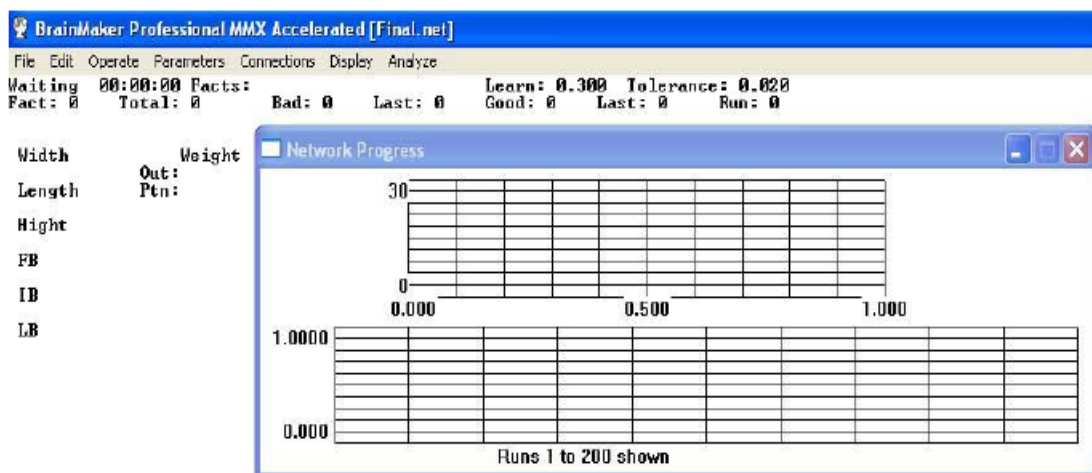 BrainMaker Professional MMX Accelerated [Final.net]
File Edit Operate Parameters Connections Display Analyze
Waiting 00:00:00 Facts: Learn: 0.300 Tolerance: 0.020
Fact: 0 Total: 0 Bad: 0 Last: 0 Good: 0 Last: 0 Run: 0
Width Weight
Out:
Length Ptn:
Hight
FB
IB
LB
Network Progress
30
0
0.000 0.500 1.000
1.0000
0.000
Runs 1 to 200 shown